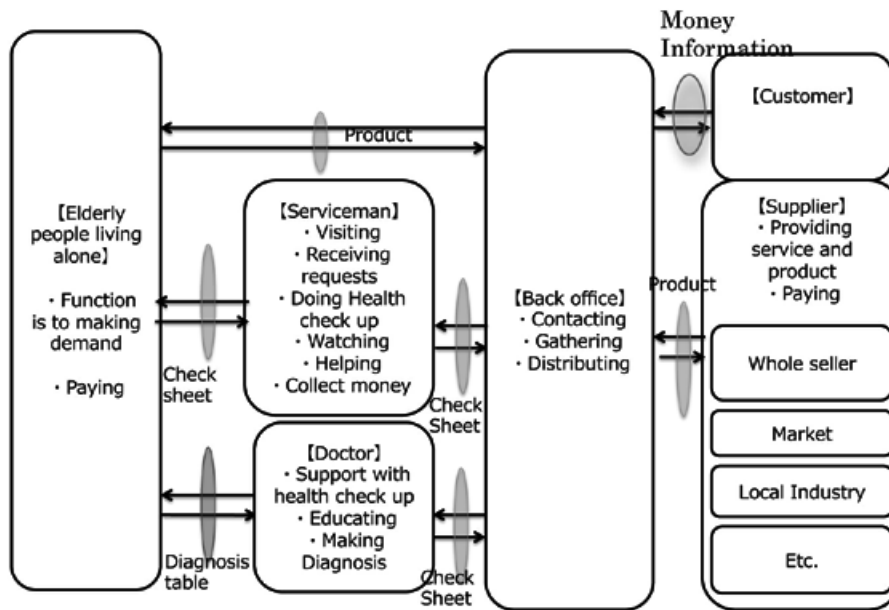 Money
Information
【Customer】
Product
【Elderly
people living
alone】
・Function
is to making
demand
・Paying
【Serviceman】
・Visiting
・Receiving
requests
・Doing Health
check up
・Watching
・Helping
・Collect money
Check
sheet
Check
Sheet
【Doctor】
・Support with
health check up
・Educating
・Making
Diagnosis
Diagnosis
table
Check
Sheet
【Back office】
・Contacting
・Gathering
・Distributing
Product
【Supplier】
・Providing
service and
product
・Paying
Whole seller
Market
Local Industry
Etc.